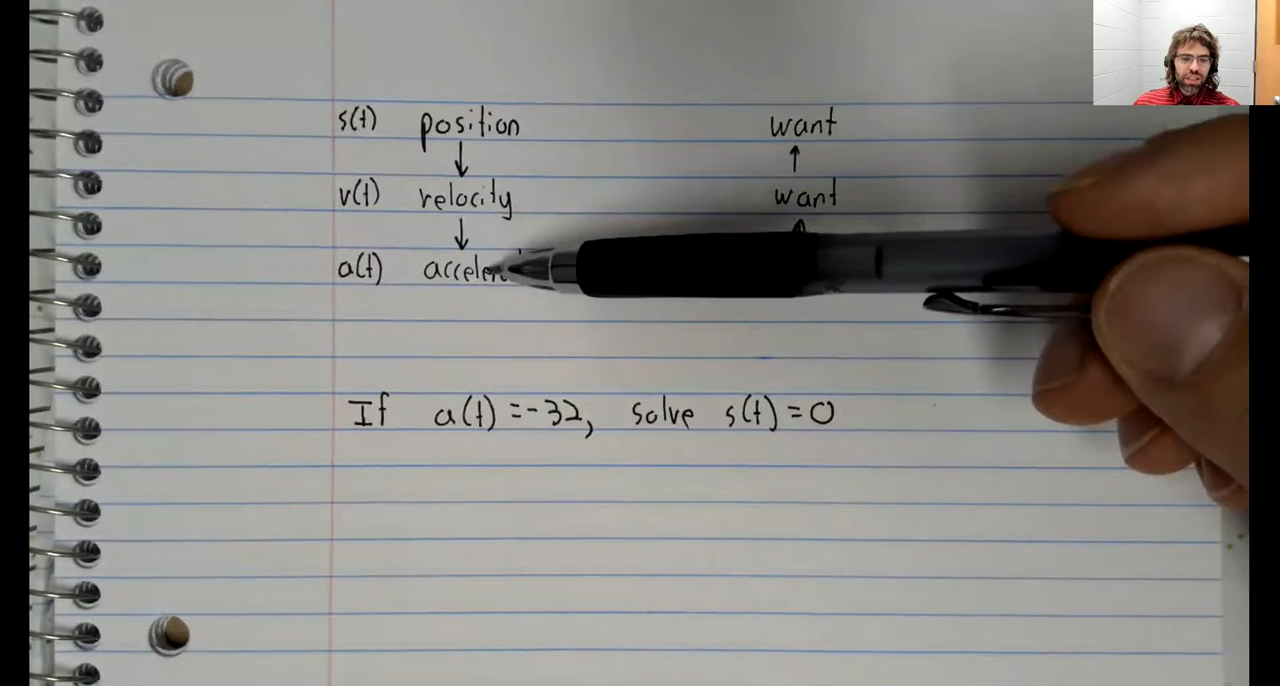 s(t) position want
v(t) velocity want
a(t)
If a(t) = -32, solve s(t) = 0